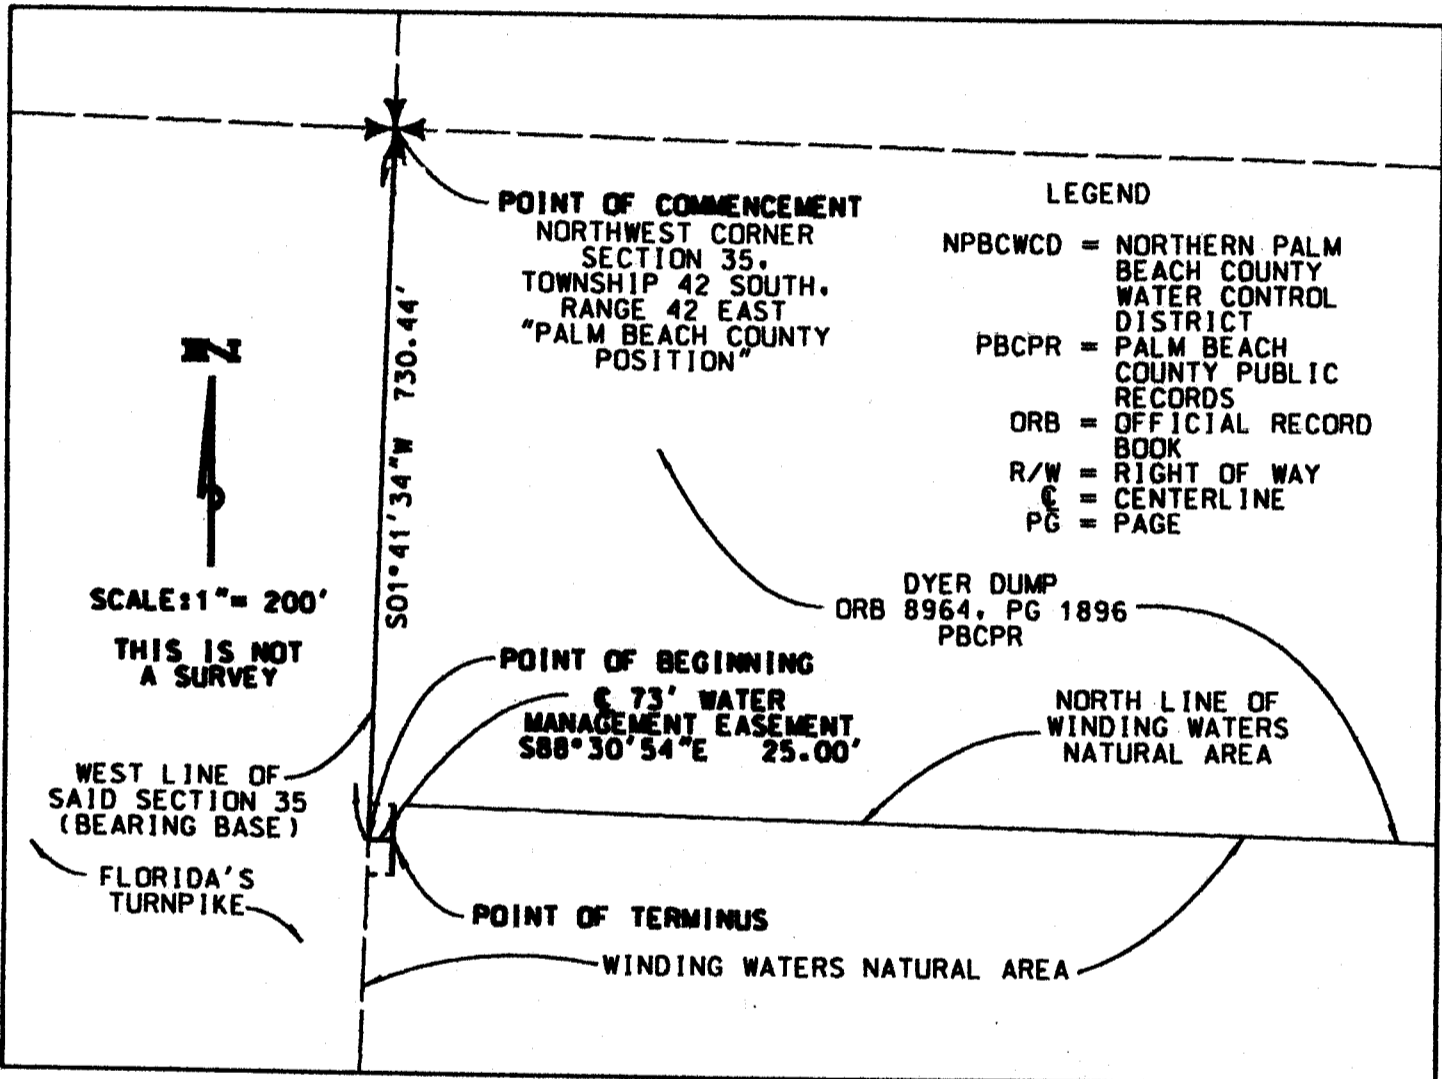 POINT OF COMMENCEMENT
NORTHWEST CORNER
SECTION 35,
TOWNSHIP 42 SOUTH,
RANGE 42 EAST
"PALM BEACH COUNTY
POSITION"
LEGEND
NPBCWCD = NORTHERN PALM
BEACH COUNTY
WATER CONTROL
DISTRICT
PBCPR = PALM BEACH
COUNTY PUBLIC
RECORDS
ORB = OFFICIAL RECORD
BOOK
R/W = RIGHT OF WAY
℄ = CENTERLINE
PG = PAGE
N
S01°41'34"W 730.44'
SCALE:1"= 200'
THIS IS NOT
A SURVEY
DYER DUMP
ORB 8964, PG 1896
PBCPR
POINT OF BEGINNING
℄ 73' WATER
MANAGEMENT EASEMENT
S88°30'54"E 25.00'
NORTH LINE OF
WINDING WATERS
NATURAL AREA
WEST LINE OF
SAID SECTION 35
(BEARING BASE)
FLORIDA'S
TURNPIKE
POINT OF TERMINUS
WINDING WATERS NATURAL AREA